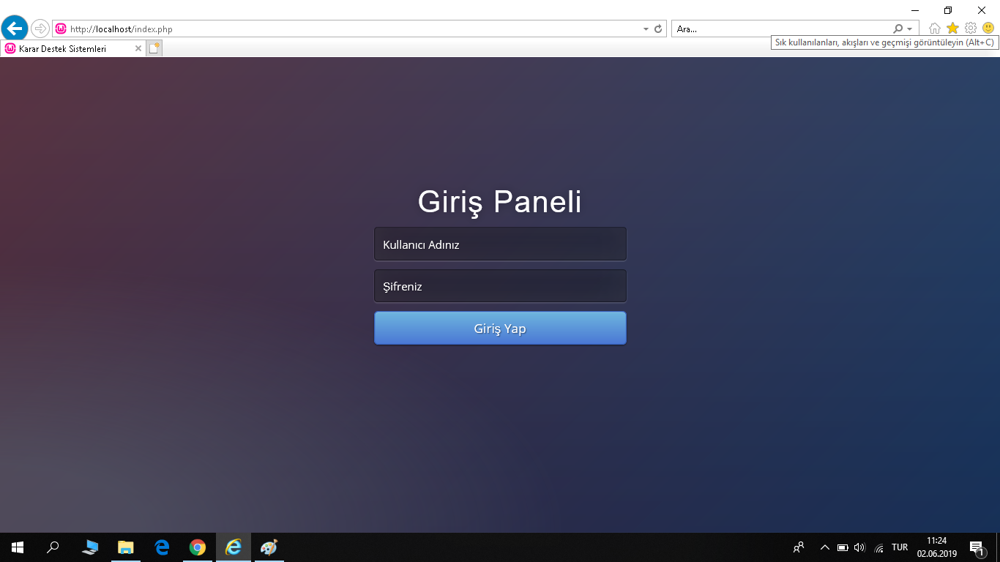 http://localhost/index.php
Ara...
Karar Destek Sistemleri
Sık kullanılanları, akışları ve geçmişi görüntüleyin (Alt+C)
Giriş Paneli
Kullanıcı Adınız
Şifreniz
Giriş Yap
TUR
11:24
02.06.2019
1